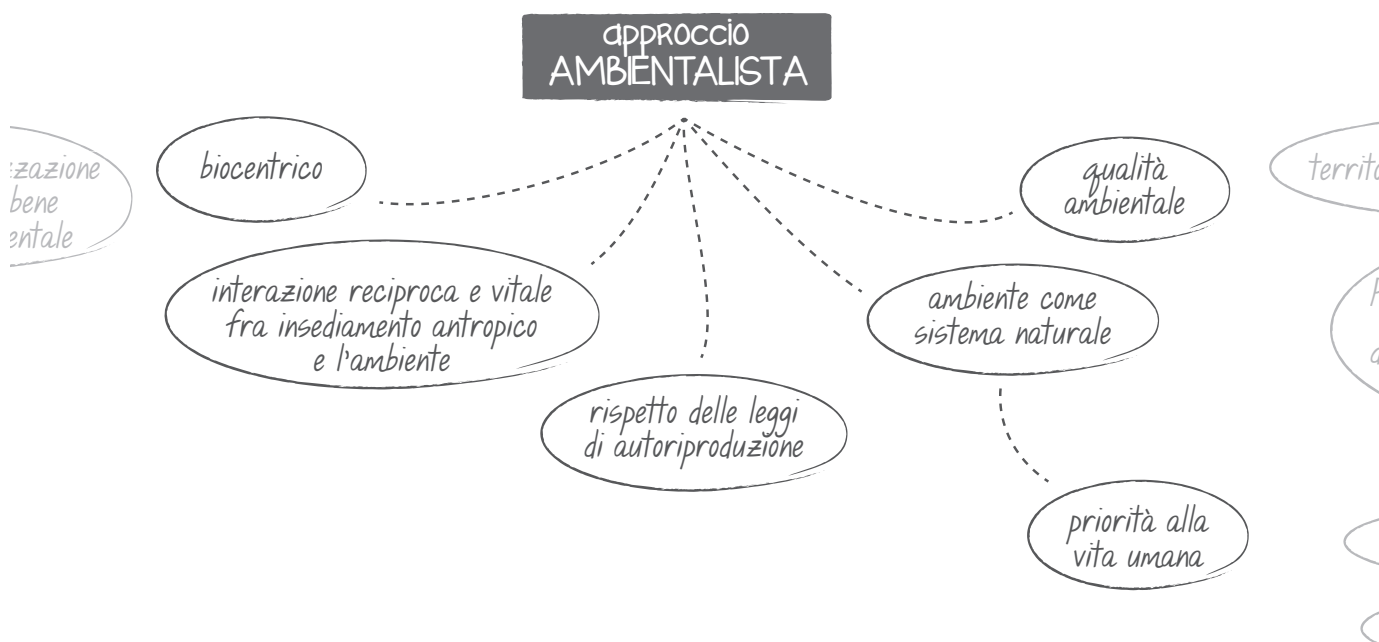 approccio
AMBIENTALISTA
biocentrico
qualità
ambientale
bene
interazione reciproca e vitale
fra insediamento antropico
e l'ambiente
ambiente come
sistema naturale
rispetto delle leggi
di autoriproduzione
priorità alla
vita umana